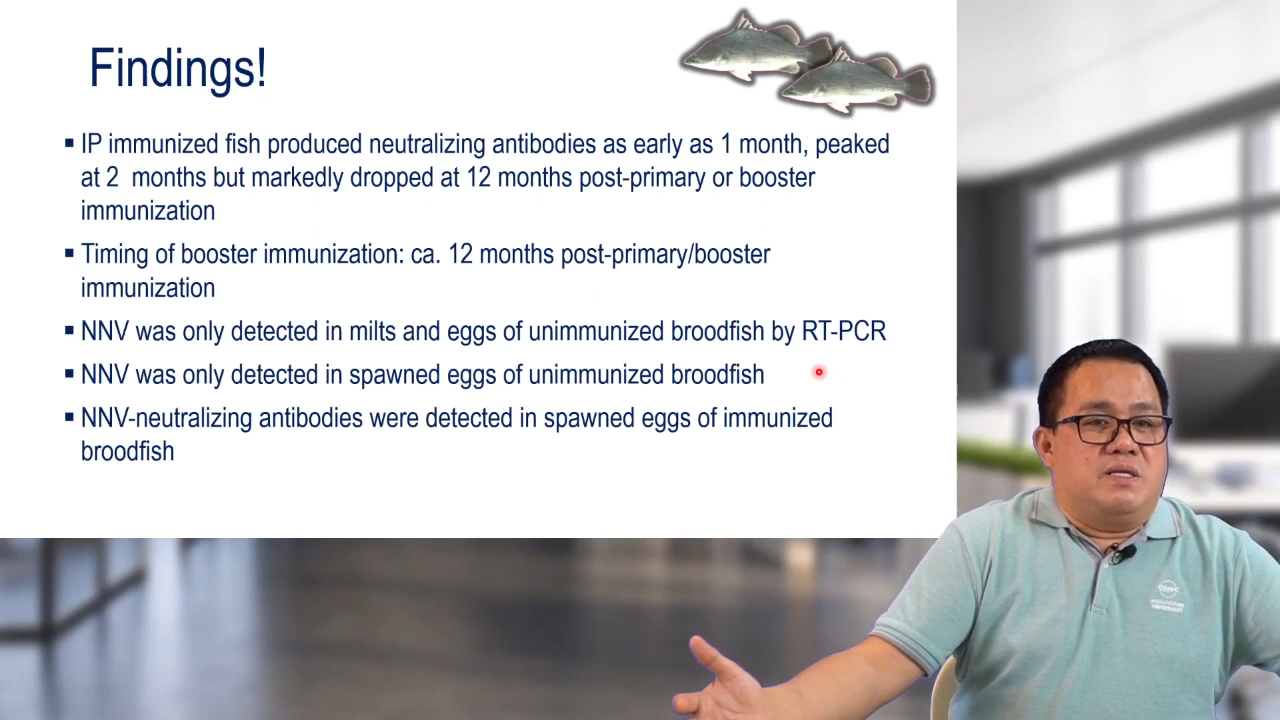 Findings!
▪ IP immunized fish produced neutralizing antibodies as early as 1 month, peaked
at 2 months but markedly dropped at 12 months post-primary or booster
immunization
▪ Timing of booster immunization: ca. 12 months post-primary/booster
immunization
▪ NNV was only detected in milts and eggs of unimmunized broodfish by RT-PCR
▪ NNV was only detected in spawned eggs of unimmunized broodfish
▪ NNV-neutralizing antibodies were detected in spawned eggs of immunized
broodfish